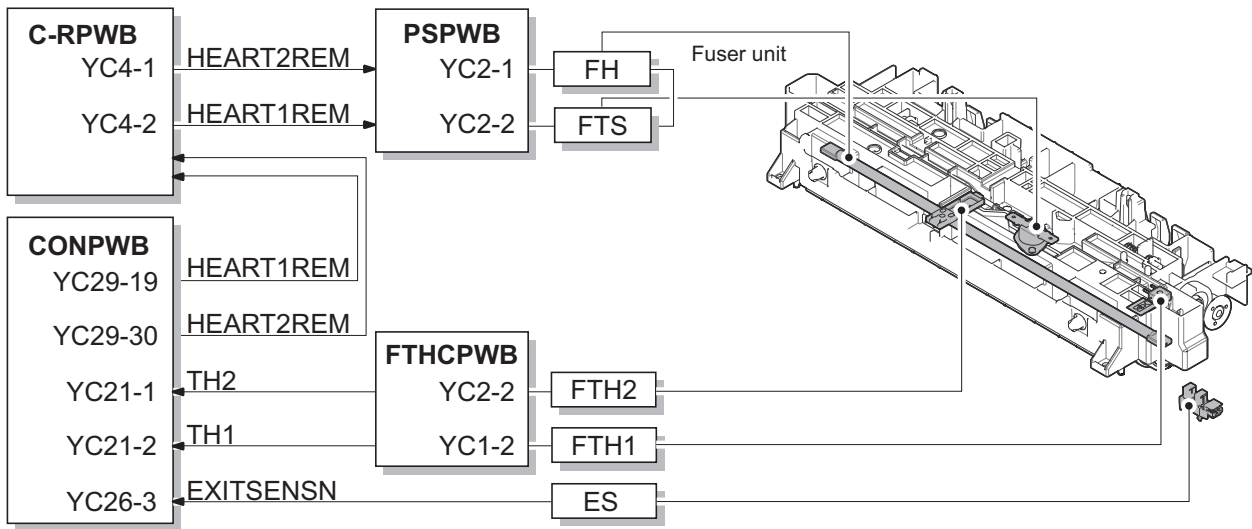 C-RPWB
YC4-1
YC4-2
HEART2REM
HEART1REM
PSPWB
YC2-1
YC2-2
FH
FTS
Fuser unit
CONPWB
YC29-19
YC29-30
YC21-1
YC21-2
YC26-3
HEART1REM
HEART2REM
TH2
TH1
EXITSENSN
FTHCPWB
YC2-2
YC1-2
FTH2
FTH1
ES